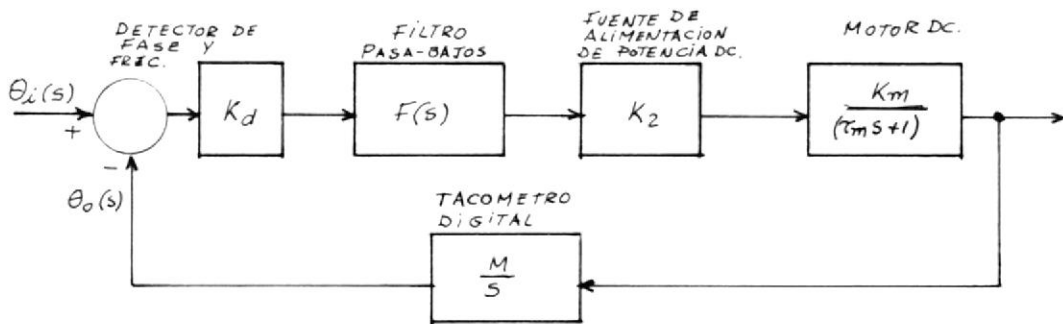 DETECTOR DE
FASE Y
FREC.
FILTRO
PASA-BAJOS
FUENTE DE
ALIMENTACION
DE POTENCIA DC.
MOTOR DC.
θi(s)
+
-
Kd
F(s)
K2
Km
(τms+1)
θo(s)
TACOMETRO
DIGITAL
M
S